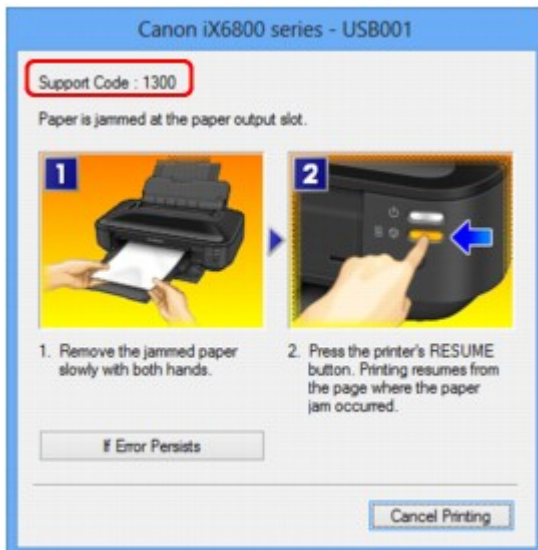 Canon iX6800 series - USB001
Support Code : 1300
Paper is jammed at the paper output slot.
1
2
1. Remove the jammed paper
slowly with both hands.
2. Press the printer's RESUME
button. Printing resumes from
the page where the paper
jam occurred.
If Error Persists
Cancel Printing